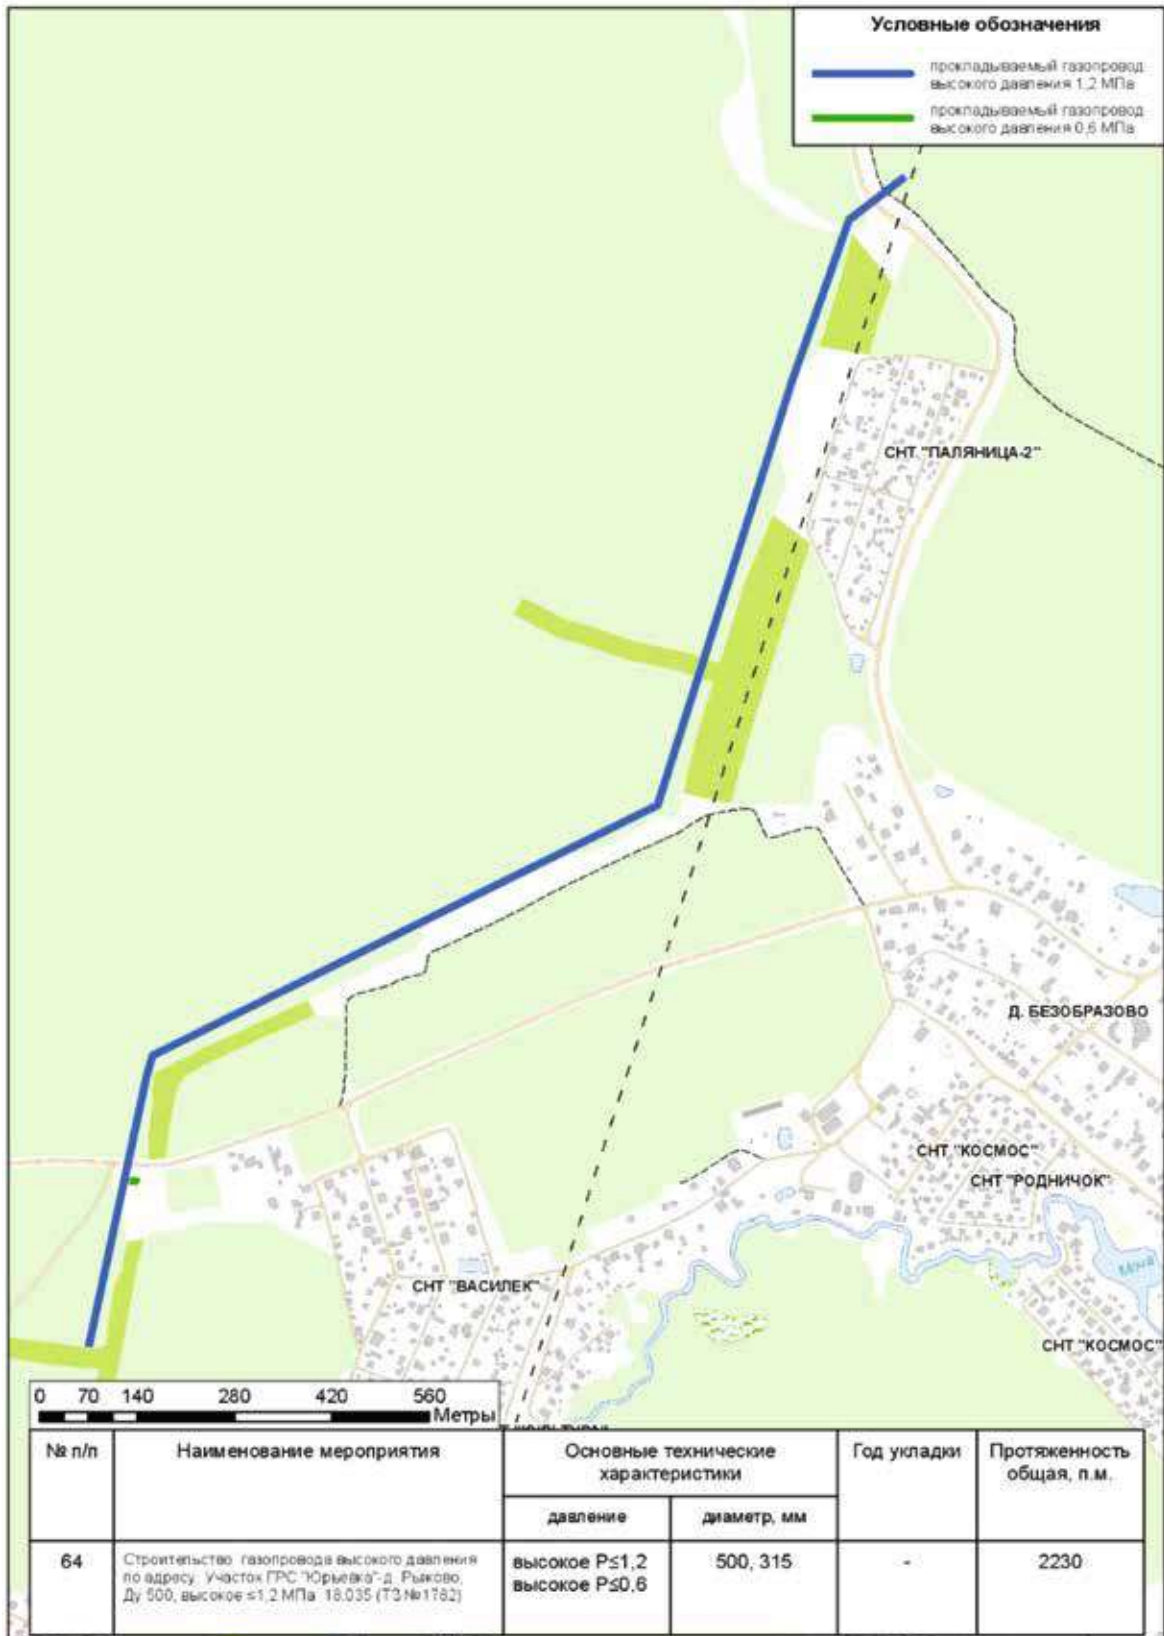 Условные обозначения
прокладываемый газопровод
высокого давления 1,2 МПа
прокладываемый газопровод
высокого давления 0,6 МПа
СНТ "ПАЛЯНИЦА-2"
Д. БЕЗОБРАЗОВО
СНТ "КОСМОС"
СНТ "РОДНИЧОК"
СНТ "ВАСИЛЕК"
СНТ "КОСМОС"
0 70 140 280 420 560
Метры
№ п/п
Наименование мероприятия
Основные технические
характеристики
Год укладки
Протяженность
общая, п.м.
давление
диаметр, мм
64
Строительство газопровода высокого давления
по адресу: Участок ГРС "Юрьевка"-д. Рыжово,
Ду 500, высокое ≤1,2 МПа 18.035 (ТЗ №1782)
высокое P≤1,2
высокое P≤0,6
500, 315
-
2230